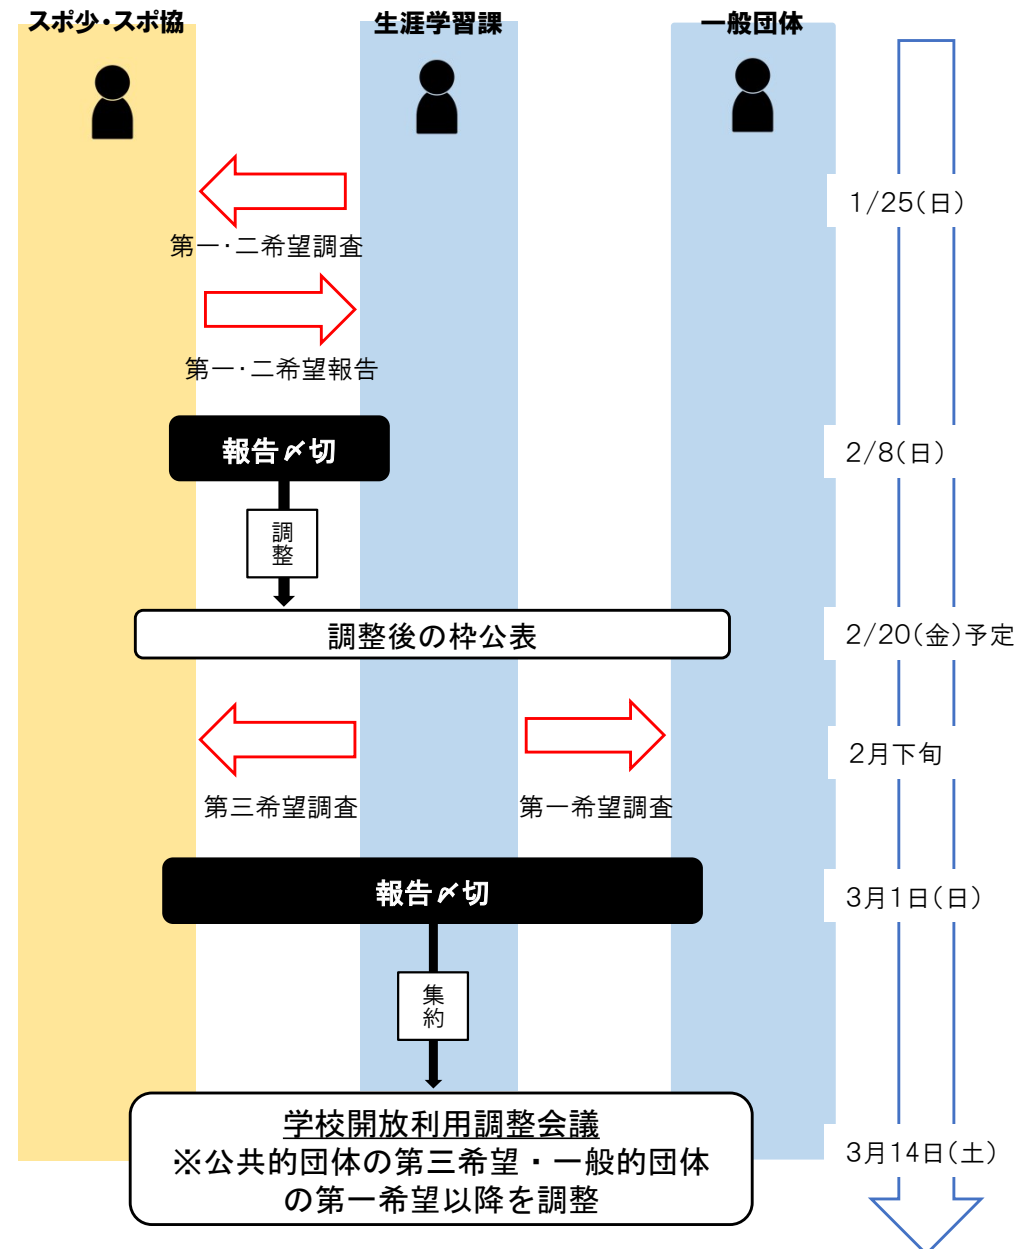 スポ少・スポ協
生涯学習課
一般団体
1/25(日)
第一・二希望調査
第一・二希望報告
報告〆切
2/8(日)
調整
調整後の枠公表
2/20(金)予定
2月下旬
第三希望調査
第一希望調査
報告〆切
3月1日(日)
集約
学校開放利用調整会議
※公共的団体の第三希望・一般的団体
の第一希望以降を調整
3月14日(土)